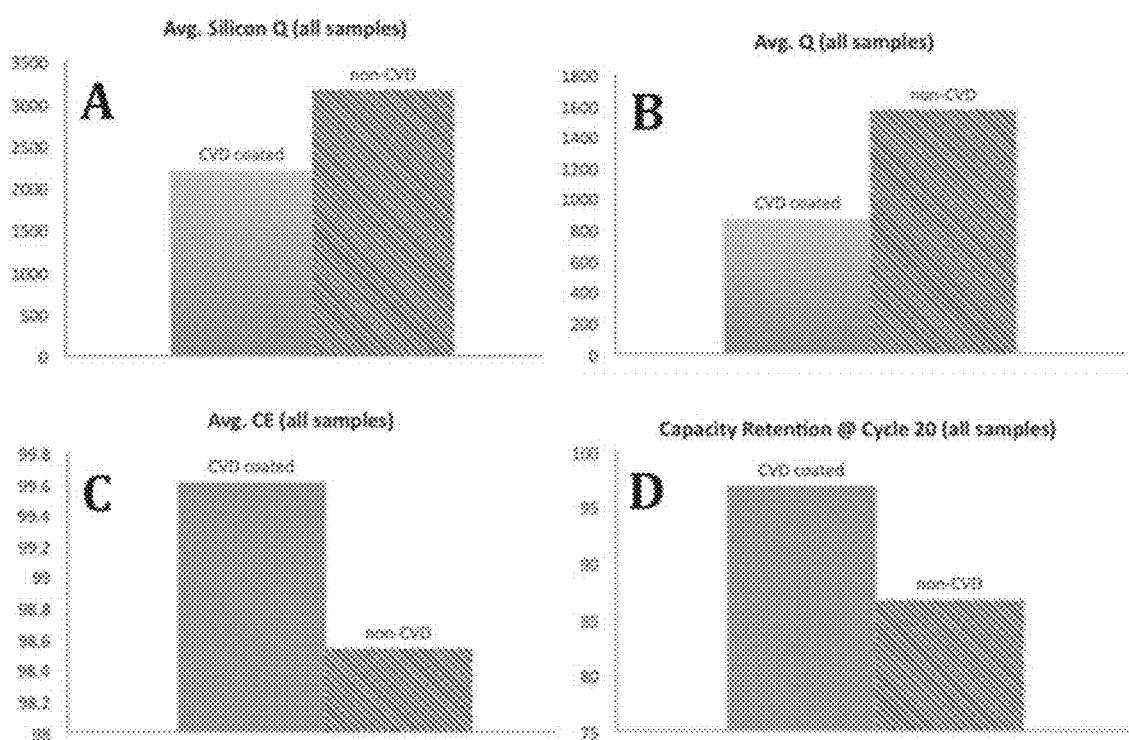 Avg. Silicon Q (all samples)
3500
3000
2500
2000
1500
1000
500
0
A
CVD coated
non-CVD
Avg. Q (all samples)
1800
1600
1400
1200
1000
800
600
400
200
0
B
CVD coated
non-CVD
Avg. CE (all samples)
99.8
99.6
99.4
99.2
99
98.8
98.6
98.4
98.2
98
C
CVD coated
non-CVD
Capacity Retention @ Cycle 20 (all samples)
100
95
90
85
80
75
D
CVD coated
non-CVD